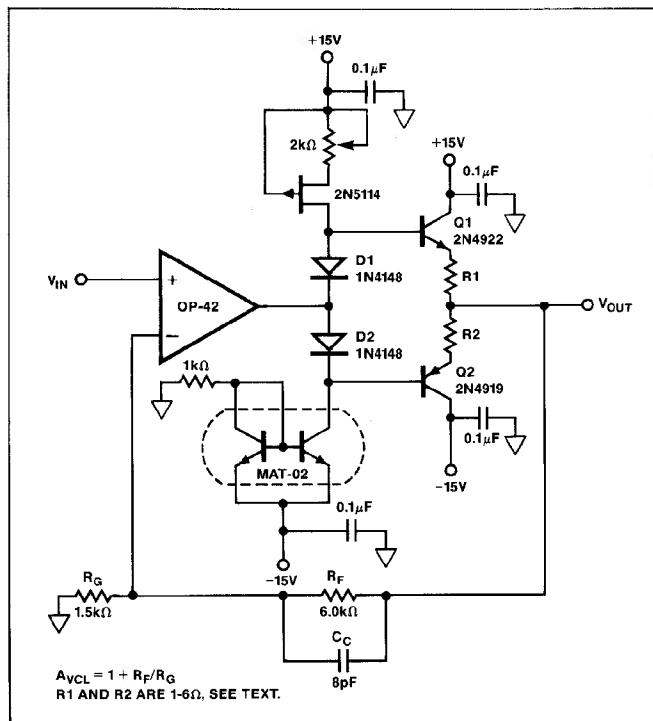 +15V
0.1μF
2kΩ
2N5114
+15V
0.1μF
Q1
2N4922
D1
1N4148
R1
V_IN
+
OP-42
−
V_OUT
D2
1N4148
R2
1kΩ
Q2
2N4919
0.1μF
−15V
MAT-02
0.1μF
−15V
R_G
1.5kΩ
R_F
6.0kΩ
C_C
8pF
A_VCL = 1 + R_F/R_G
R1 AND R2 ARE 1-6Ω, SEE TEXT.